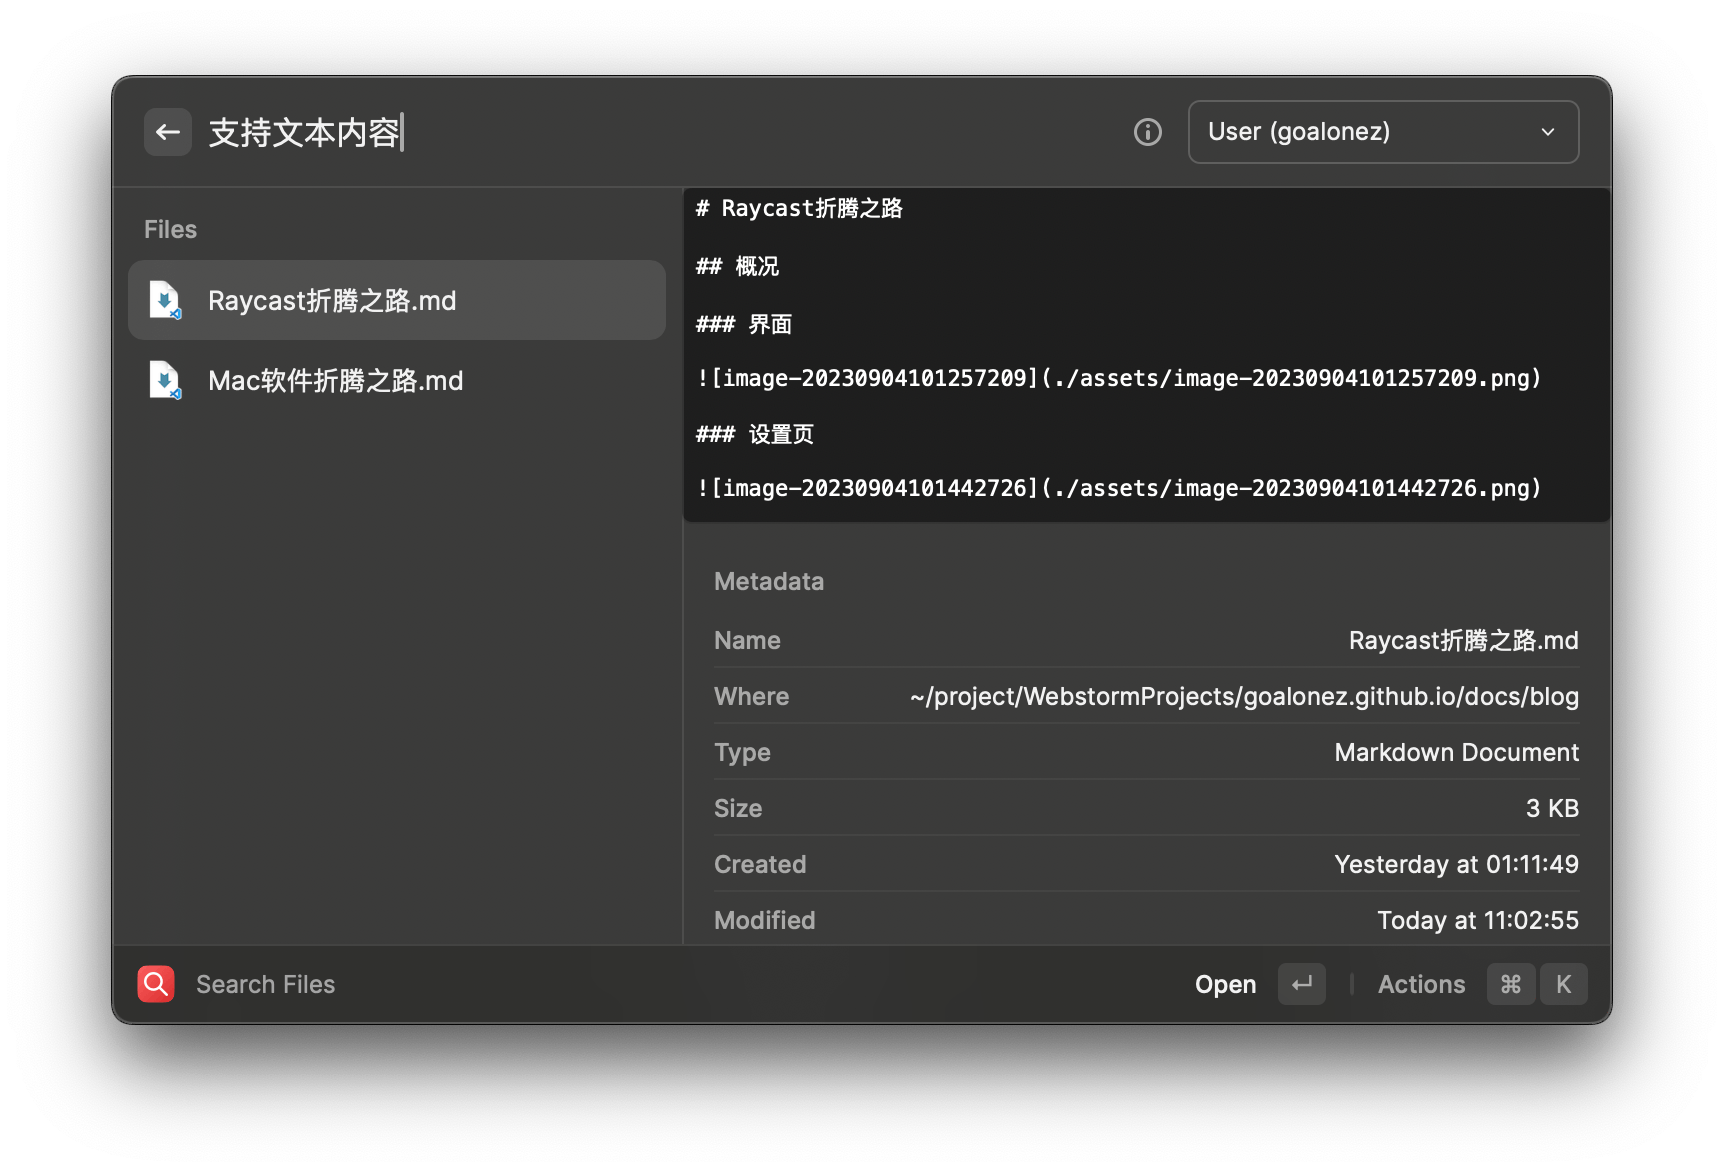 支持文本内容
User (goalonez)
Files
Raycast折腾之路.md
Mac软件折腾之路.md
# Raycast折腾之路
## 概况
### 界面
![image-20230904101257209](./assets/image-20230904101257209.png)
### 设置页
![image-20230904101442726](./assets/image-20230904101442726.png)
Metadata
Name Raycast折腾之路.md
Where ~/project/WebstormProjects/goalonez.github.io/docs/blog
Type Markdown Document
Size 3 KB
Created Yesterday at 01:11:49
Modified Today at 11:02:55
Search Files Open ↵ Actions ⌘ K